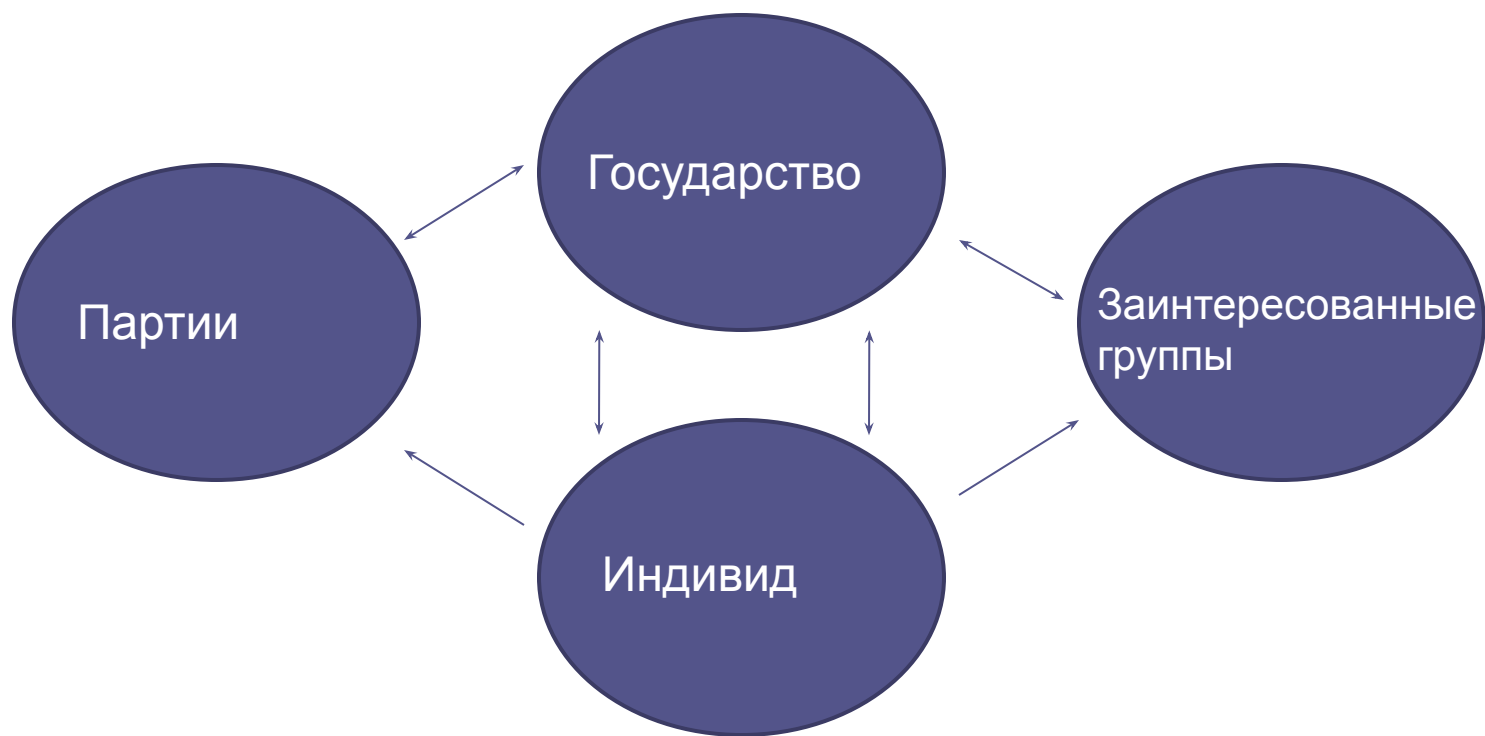 Государство
Партии
Заинтересованные
группы
Индивид